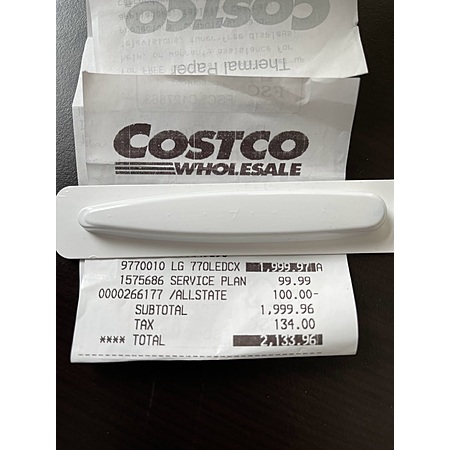 Thermal Paper
COSTCO
WHOLESALE
9770010 LG 77OLEDCX 1,999.97 A
1575686 SERVICE PLAN 99.99
0000266177 /ALLSTATE 100.00-
SUBTOTAL 1,999.96
TAX 134.00
**** TOTAL 2,133.96